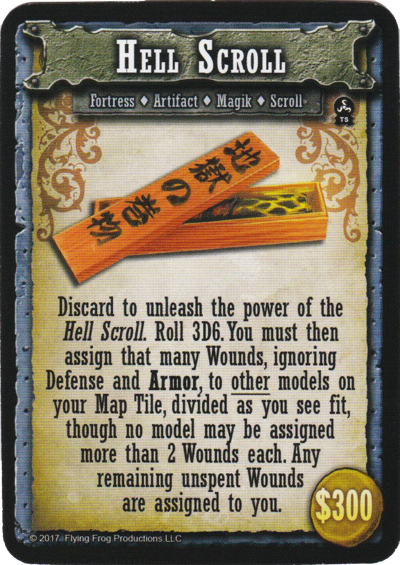 Hell Scroll
Fortress ◆ Artifact ◆ Magik ◆ Scroll
TS
地獄の巻物
Discard to unleash the power of the
Hell Scroll. Roll 3D6. You must then
assign that many Wounds, ignoring
Defense and Armor, to other models on
your Map Tile, divided as you see fit,
though no model may be assigned
more than 2 Wounds each. Any
remaining unspent Wounds
are assigned to you.
$300
© 2017 Flying Frog Productions LLC